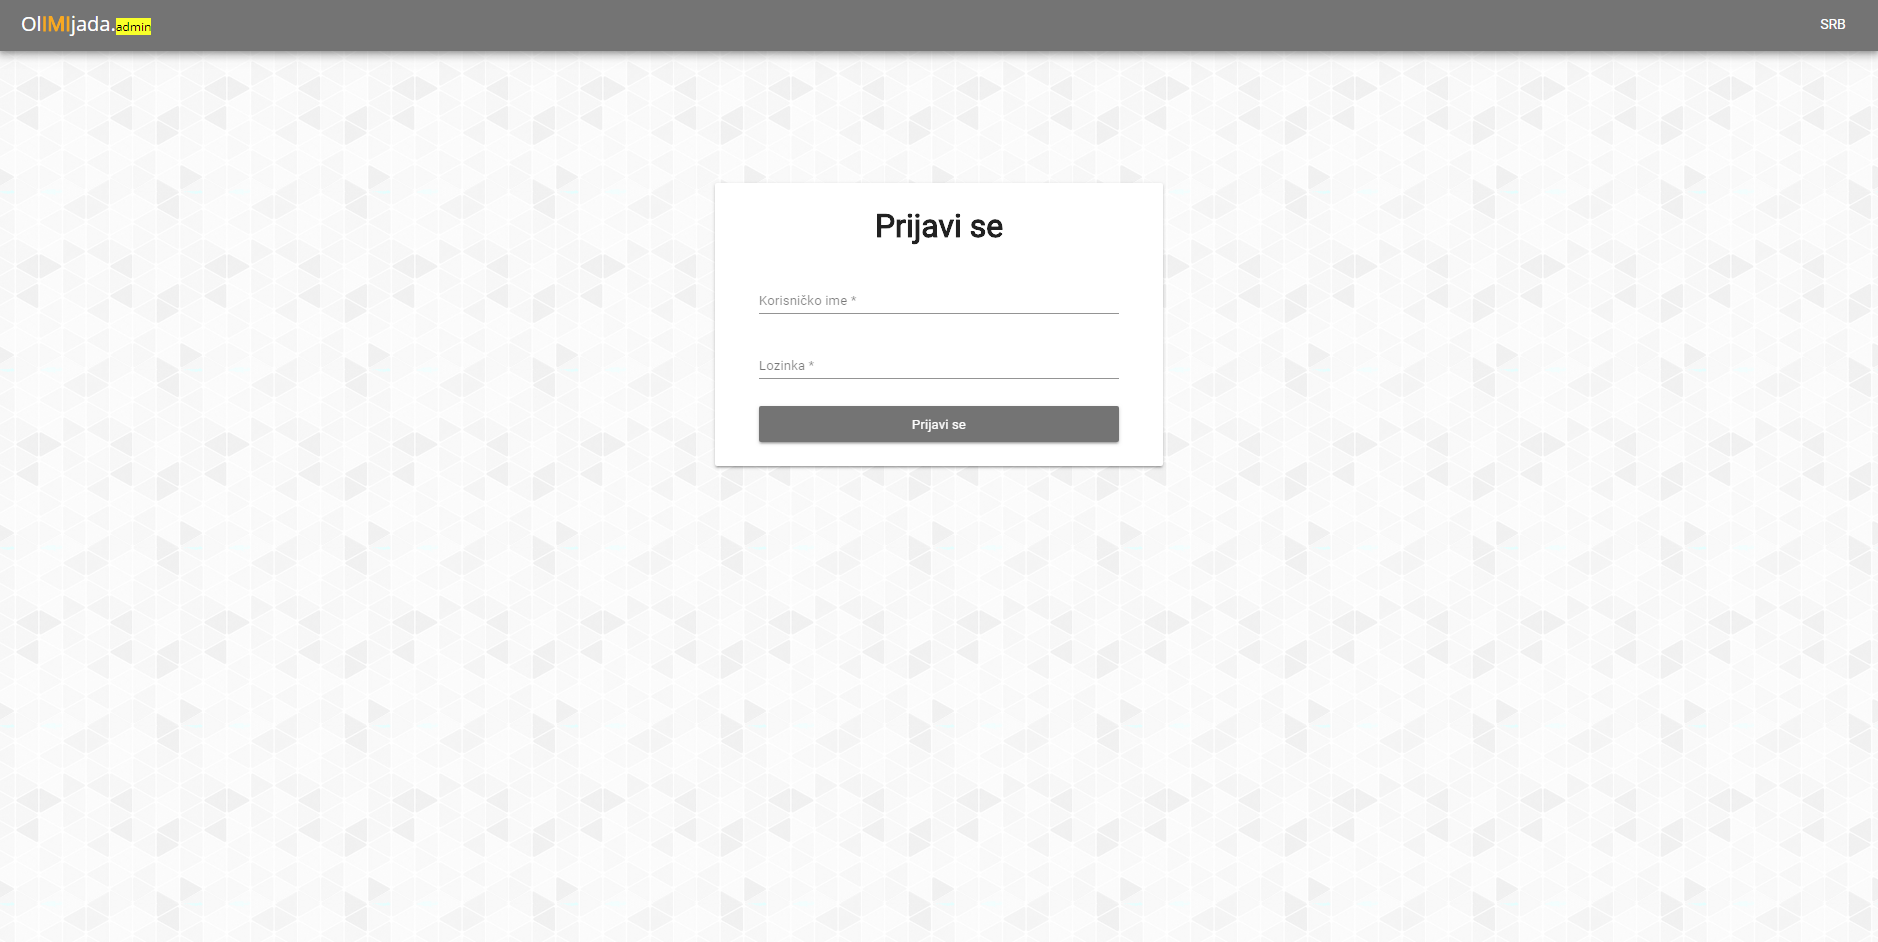 OlIMIjada.admin
SRB
Prijavi se
Korisničko ime *
Lozinka *
Prijavi se